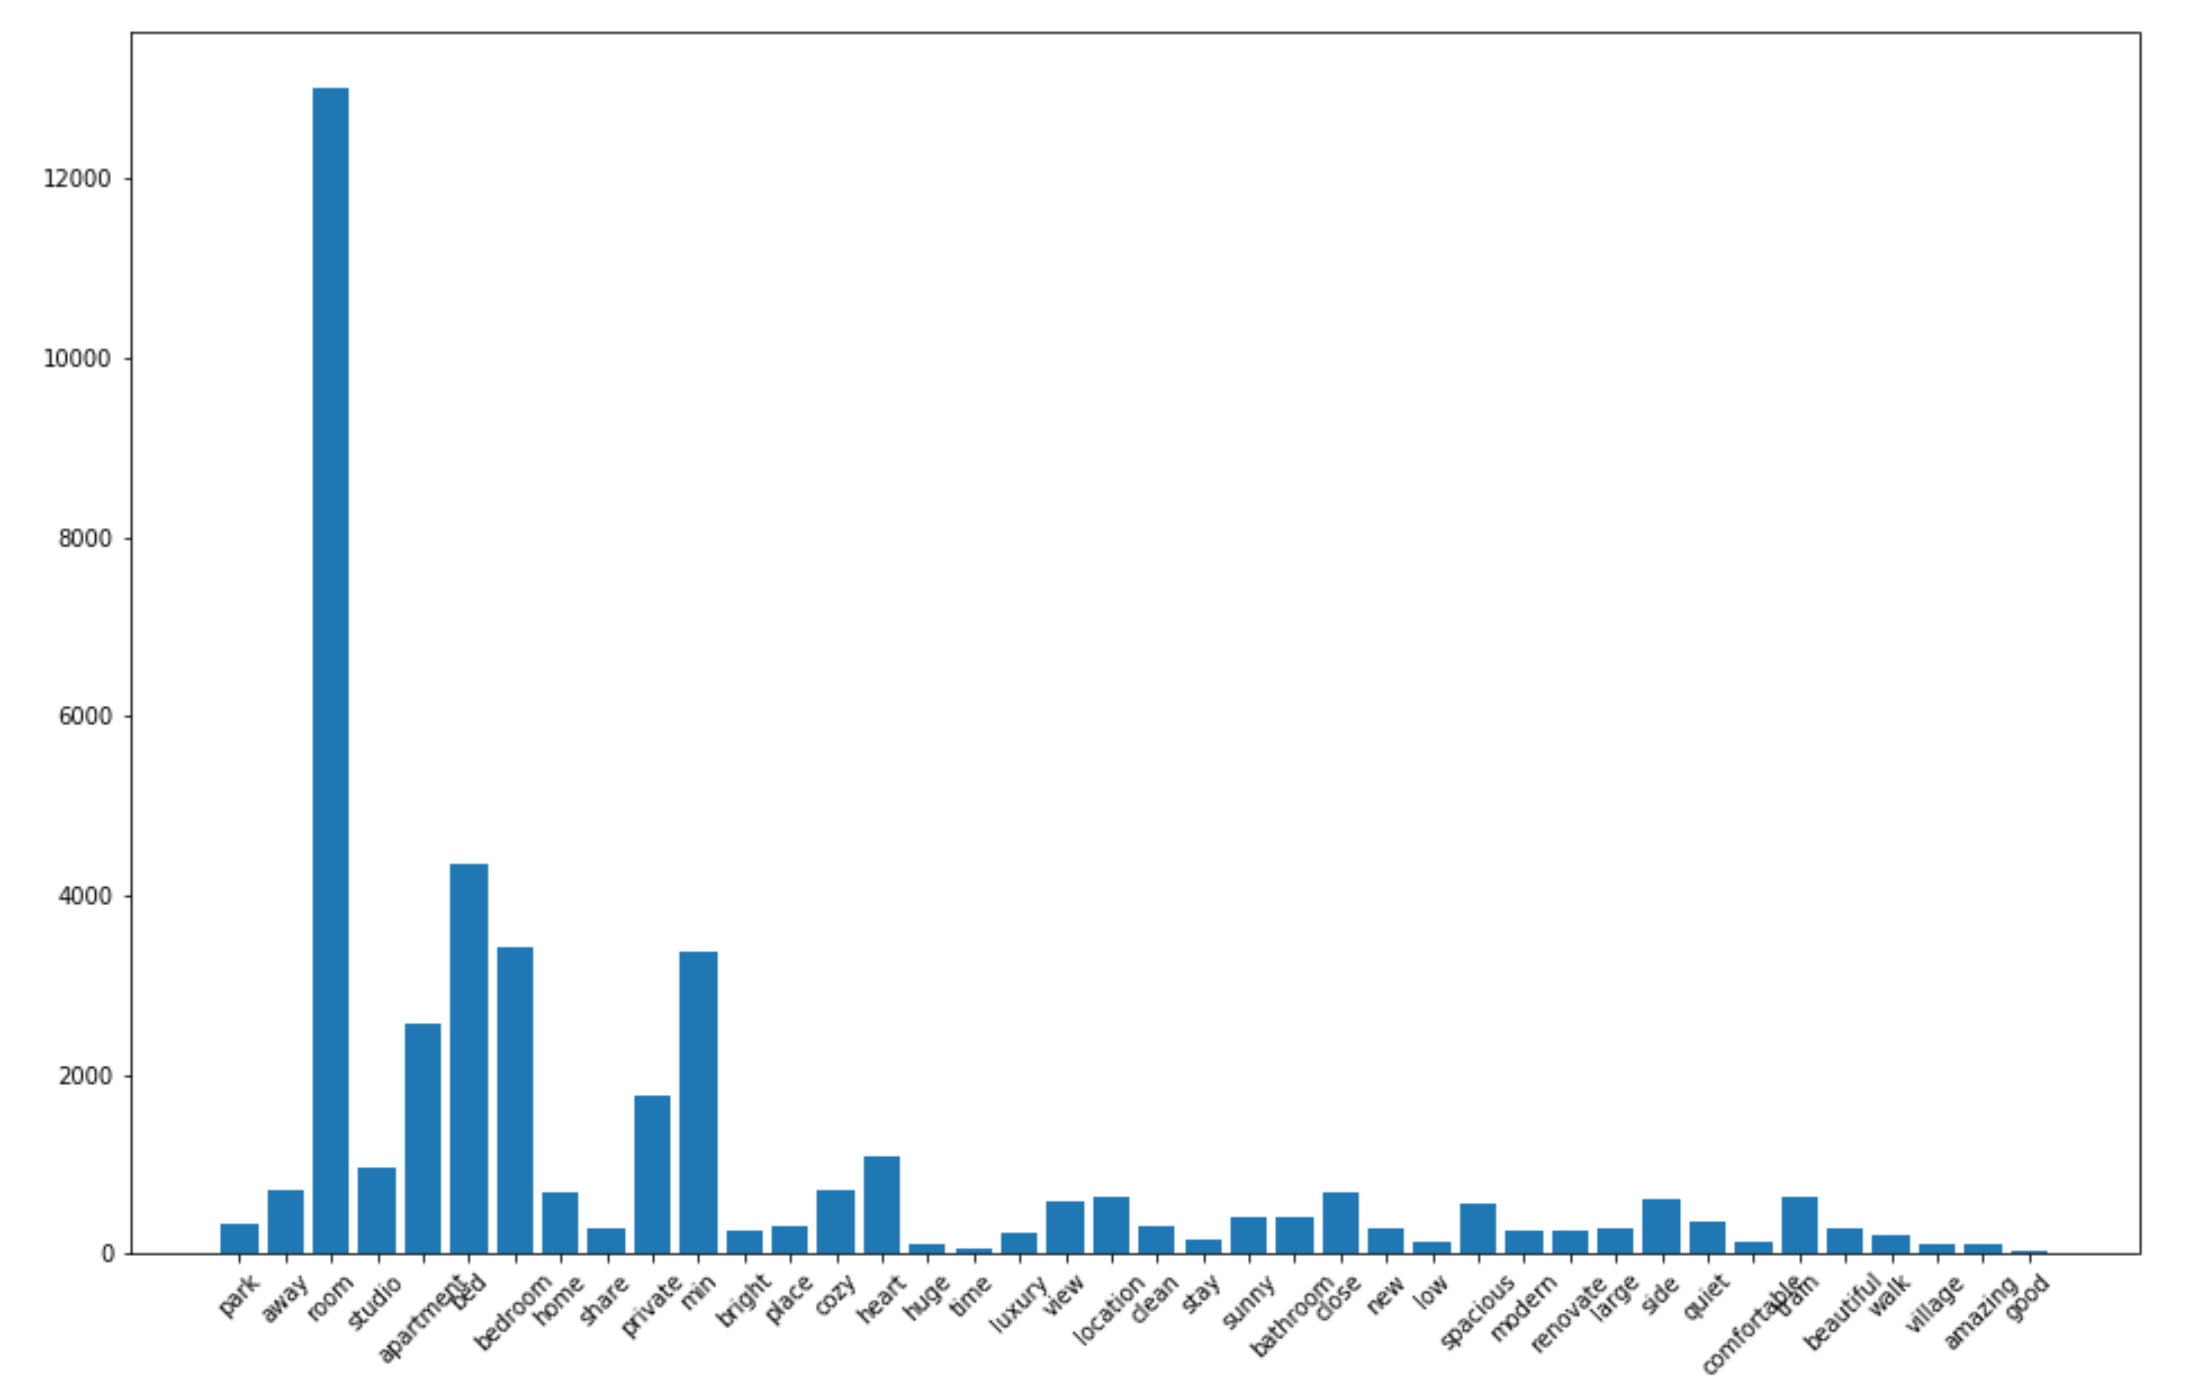 12000
10000
8000
6000
4000
2000
0
park
away
room
studio
apartment
bed
bedroom
home
share
private
min
bright
place
cozy
heart
huge
time
luxury
view
location
clean
stay
sunny
bathroom
close
new
low
spacious
modern
renovate
large
side
quiet
comfortable
train
beautiful
walk
village
amazing
good